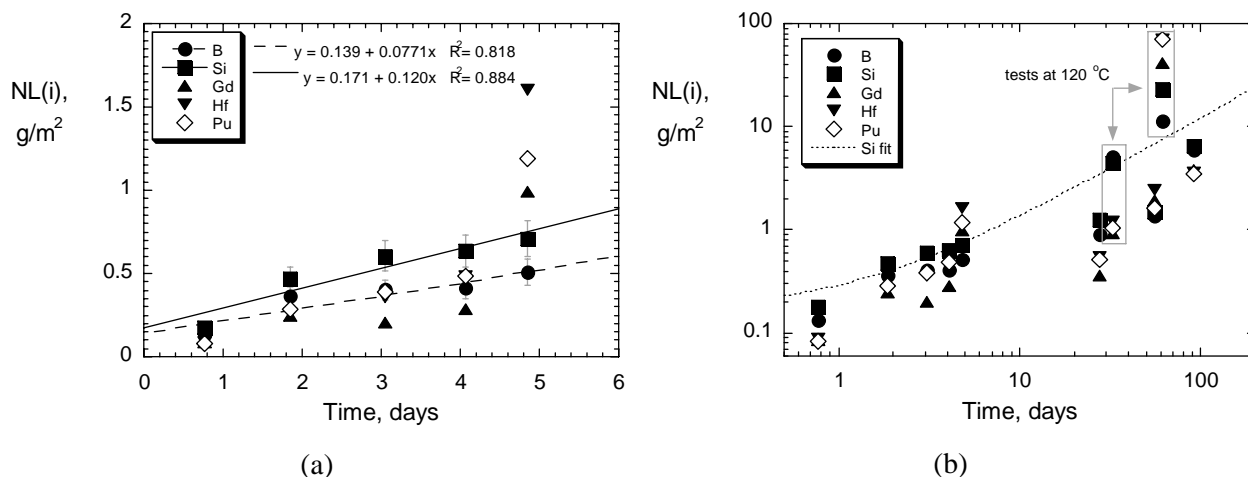 2
1.5
1
0.5
0
NL(i),
g/m2
B
Si
Gd
Hf
Pu
y = 0.139 + 0.0771x R2 = 0.818
y = 0.171 + 0.120x R2 = 0.884
0 1 2 3 4 5 6
Time, days
(a)
100
10
1
0.1
NL(i),
g/m2
B
Si
Gd
Hf
Pu
Si fit
tests at 120 °C
1 10 100
Time, days
(b)